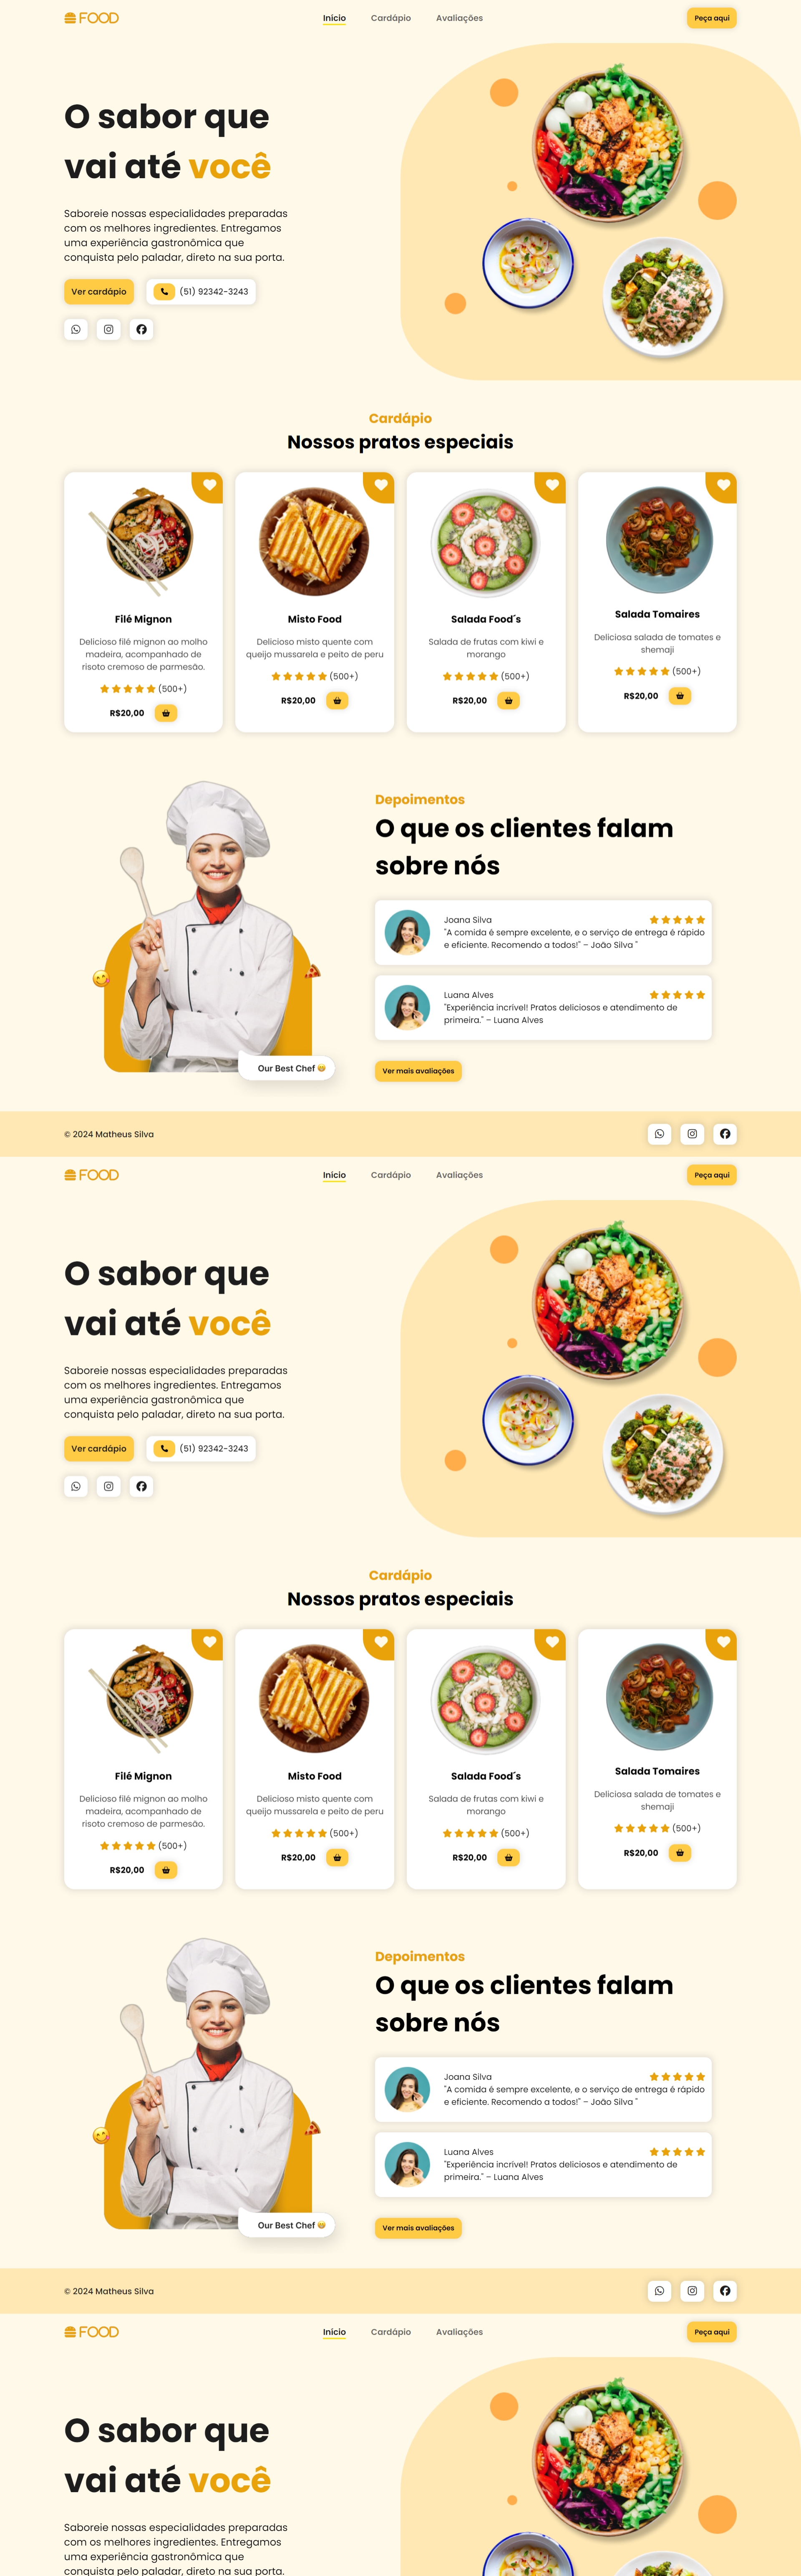 FOOD
Início Cardápio Avaliações
Peça aqui
O sabor que
vai até você
Saboreie nossas especialidades preparadas
com os melhores ingredientes. Entregamos
uma experiência gastronômica que
conquista pelo paladar, direto na sua porta.
Ver cardápio
(51) 92342-3243
Cardápio
Nossos pratos especiais
Filé Mignon
Delicioso filé mignon ao molho
madeira, acompanhado de
risoto cremoso de parmesão.
(500+)
R$20,00
Misto Food
Delicioso misto quente com
queijo mussarela e peito de peru
(500+)
R$20,00
Salada Food´s
Salada de frutas com kiwi e
morango
(500+)
R$20,00
Salada Tomaires
Deliciosa salada de tomates e
shemaji
(500+)
R$20,00
Our Best Chef
Depoimentos
O que os clientes falam
sobre nós
Joana Silva
"A comida é sempre excelente, e o serviço de entrega é rápido
e eficiente. Recomendo a todos!" – João Silva "
Luana Alves
"Experiência incrível! Pratos deliciosos e atendimento de
primeira." – Luana Alves
Ver mais avaliações
© 2024 Matheus Silva
FOOD
Início Cardápio Avaliações
Peça aqui
O sabor que
vai até você
Saboreie nossas especialidades preparadas
com os melhores ingredientes. Entregamos
uma experiência gastronômica que
conquista pelo paladar, direto na sua porta.
Ver cardápio
(51) 92342-3243
Cardápio
Nossos pratos especiais
Filé Mignon
Delicioso filé mignon ao molho
madeira, acompanhado de
risoto cremoso de parmesão.
(500+)
R$20,00
Misto Food
Delicioso misto quente com
queijo mussarela e peito de peru
(500+)
R$20,00
Salada Food´s
Salada de frutas com kiwi e
morango
(500+)
R$20,00
Salada Tomaires
Deliciosa salada de tomates e
shemaji
(500+)
R$20,00
Our Best Chef
Depoimentos
O que os clientes falam
sobre nós
Joana Silva
"A comida é sempre excelente, e o serviço de entrega é rápido
e eficiente. Recomendo a todos!" – João Silva "
Luana Alves
"Experiência incrível! Pratos deliciosos e atendimento de
primeira." – Luana Alves
Ver mais avaliações
© 2024 Matheus Silva
FOOD
Início Cardápio Avaliações
Peça aqui
O sabor que
vai até você
Saboreie nossas especialidades preparadas
com os melhores ingredientes. Entregamos
uma experiência gastronômica que
conquista pelo paladar, direto na sua porta.